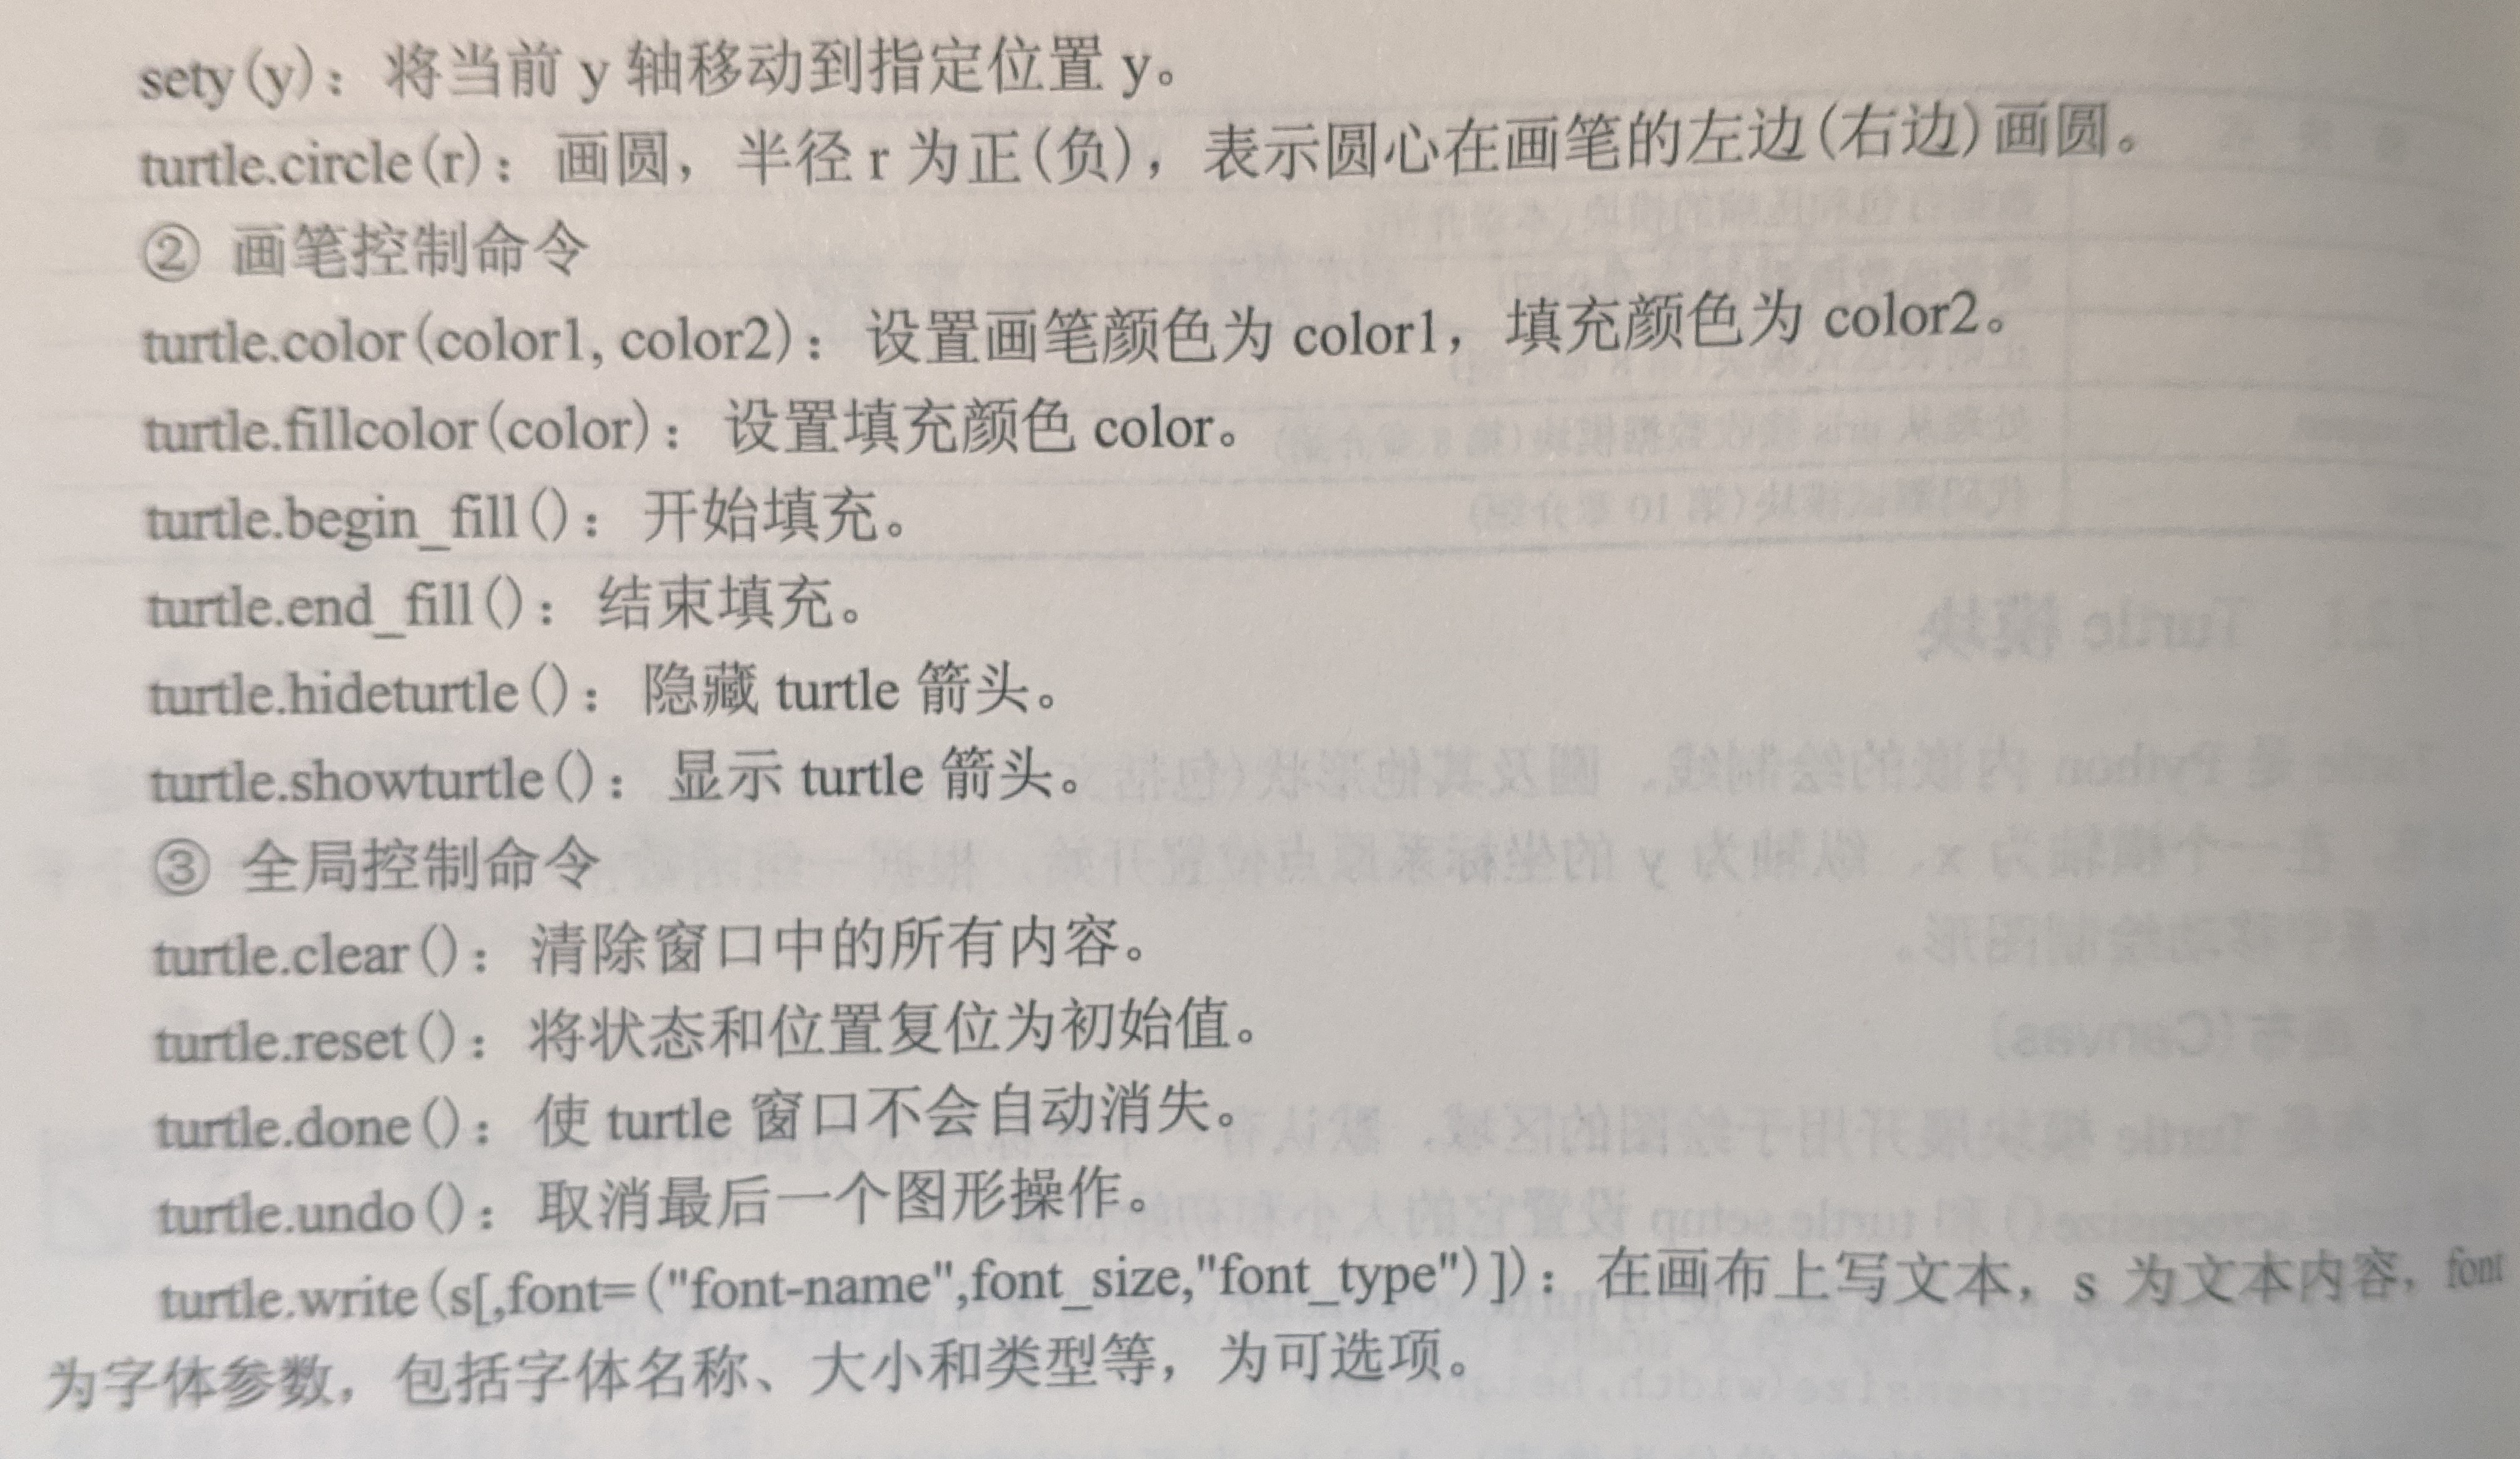 sety(y)：将当前 y 轴移动到指定位置 y。
turtle.circle(r)：画圆，半径 r 为正(负)，表示圆心在画笔的左边(右边)画圆。
② 画笔控制命令
turtle.color(color1, color2)：设置画笔颜色为 color1，填充颜色为 color2。
turtle.fillcolor(color)：设置填充颜色 color。
turtle.begin_fill()：开始填充。
turtle.end_fill()：结束填充。
turtle.hideturtle()：隐藏 turtle 箭头。
turtle.showturtle()：显示 turtle 箭头。
③ 全局控制命令
turtle.clear()：清除窗口中的所有内容。
turtle.reset()：将状态和位置复位为初始值。
turtle.done()：使 turtle 窗口不会自动消失。
turtle.undo()：取消最后一个图形操作。
turtle.write(s[,font=("font-name",font_size,"font_type")])：在画布上写文本，s 为文本内容，font
为字体参数，包括字体名称、大小和类型等，为可选项。